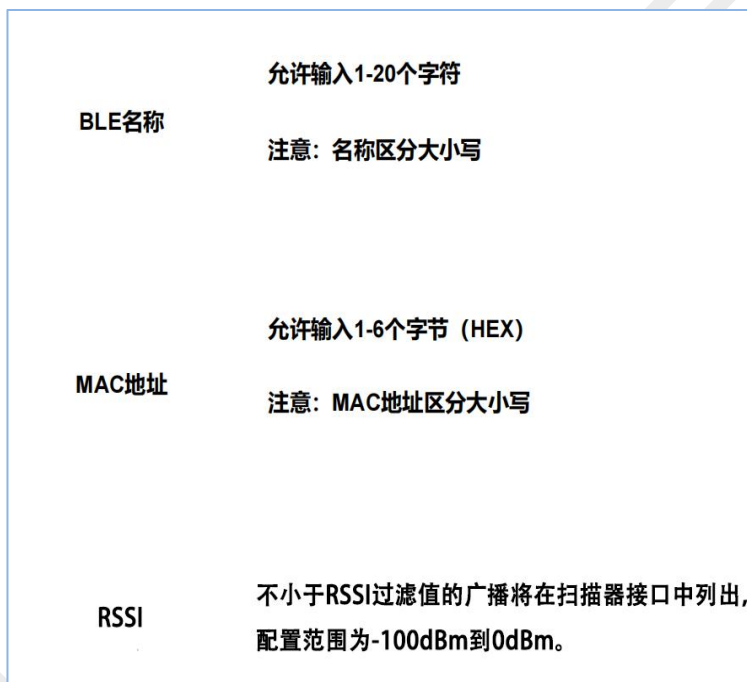 允许输入1-20个字符
BLE名称
注意：名称区分大小写
允许输入1-6个字节（HEX）
MAC地址
注意：MAC地址区分大小写
不小于RSSI过滤值的广播将在扫描器接口中列出,
RSSI
配置范围为-100dBm到0dBm。